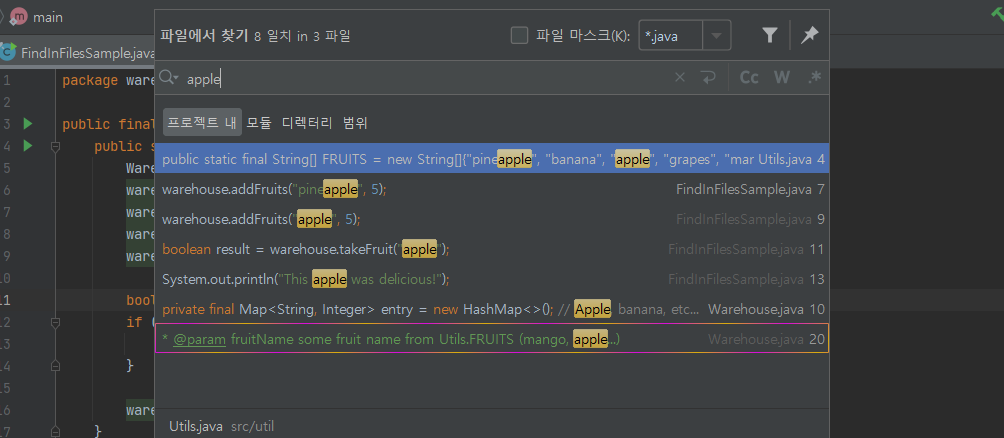 m main
파일에서 찾기 8 일치 in 3 파일 파일 마스크(K): *.java
C FindInFilesSample.java
apple Cc W .*
1 package ware
2
프로젝트 내 모듈 디렉터리 범위
3 public final
4 public s
public static final String[] FRUITS = new String[]{"pineapple", "banana", "apple", "grapes", "mar Utils.java 4
5 Ware
6 ware
warehouse.addFruits("pineapple", 5); FindInFilesSample.java 7
7 ware
8 ware
warehouse.addFruits("apple", 5); FindInFilesSample.java 9
9 ware
boolean result = warehouse.takeFruit("apple"); FindInFilesSample.java 11
10
System.out.println("This apple was delicious!"); FindInFilesSample.java 13
11 bool
private final Map<String, Integer> entry = new HashMap<>(); // Apple banana, etc... Warehouse.java 10
12 if (
13
* @param fruitName some fruit name from Utils.FRUITS (mango, apple...) Warehouse.java 20
14 }
15
16 ware
17 }
Utils.java src/util